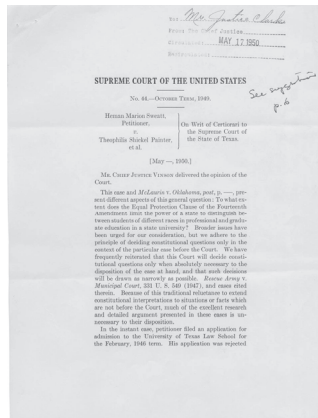 Mr. Justice Clark
MAY 17 1950
See suggestion
p. 6
SUPREME COURT OF THE UNITED STATES
No. 44.—OCTOBER TERM, 1949.
Heman Marion Sweatt,
Petitioner,
v.
Theophilis Shickel Painter,
et al.
On Writ of Certiorari to
the Supreme Court of
the State of Texas.
[May —, 1950.]
MR. CHIEF JUSTICE VINSON delivered the opinion of the
Court.
This case and McLaurin v. Oklahoma, post, p. —, pre-
sent different aspects of this general question: To what ex-
tent does the Equal Protection Clause of the Fourteenth
Amendment limit the power of a state to distinguish be-
tween students of different races in professional and gradu-
ate education in a state university? Broader issues have
been urged for our consideration, but we adhere to the
principle of deciding constitutional questions only in the
context of the particular case before the Court. We have
frequently reiterated that this Court will decide consti-
tutional questions only when absolutely necessary to the
disposition of the case at hand, and that such decisions
will be drawn as narrowly as possible. Rescue Army v.
Municipal Court, 331 U. S. 549 (1947), and cases cited
therein. Because of this traditional reluctance to extend
constitutional interpretations to situations or facts which
are not before the Court, much of the excellent research
and detailed argument presented in these cases is un-
necessary to their disposition.
In the instant case, petitioner filed an application for
admission to the University of Texas Law School for
the February, 1946 term. His application was rejected